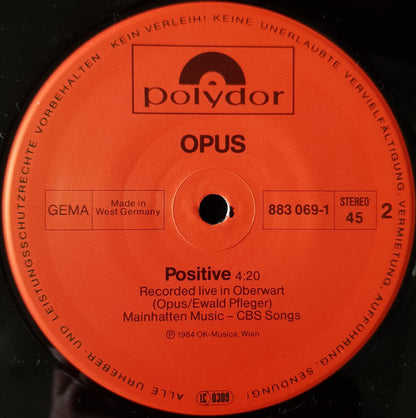 ALLE URHEBER- UND LEISTUNGSSCHUTZRECHTE VORBEHALTEN · KEIN VERLEIH! KEINE UNERLAUBTE VERVIELFÄLTIGUNG, VERMIETUNG, AUFFÜHRUNG, SENDUNG!
polydor
OPUS
GEMA
Made in
West Germany
883 069-1
STEREO
45
2
Positive 4:20
Recorded live in Oberwart
(Opus/Ewald Pfleger)
Mainhatten Music – CBS Songs
Ⓟ 1984 OK-Musica, Wien
LC 0309